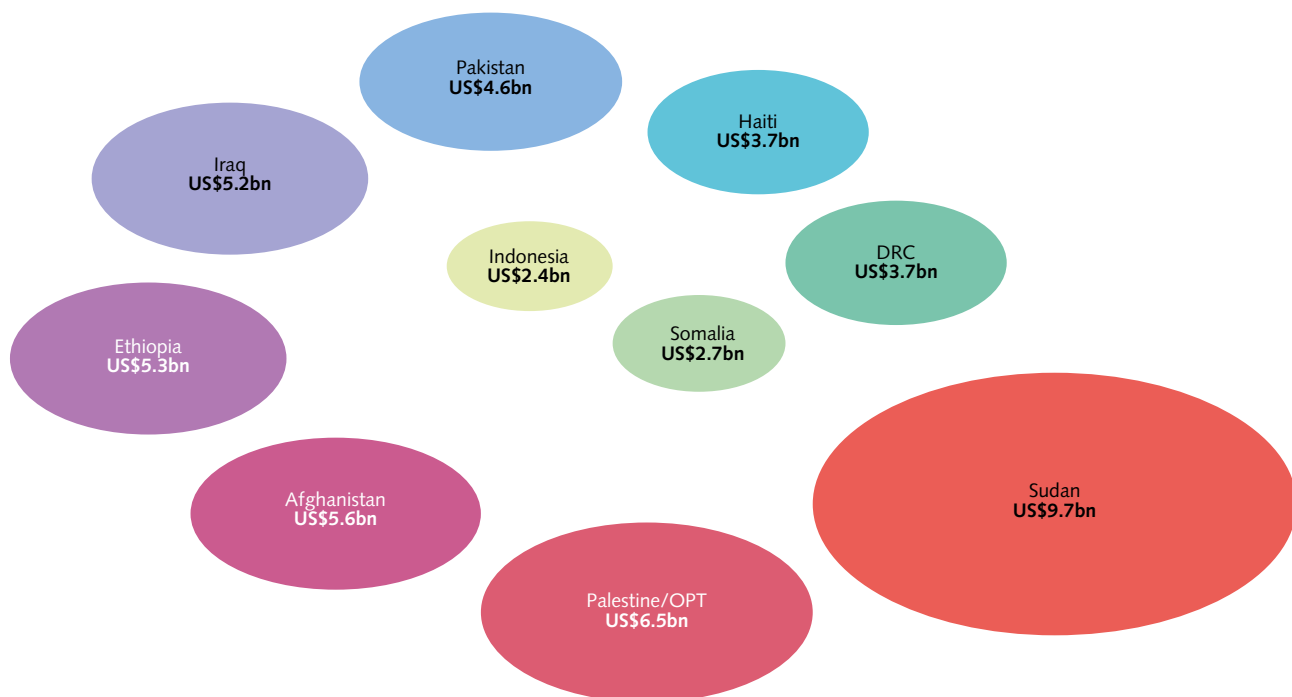 Pakistan
US$4.6bn
Haiti
US$3.7bn
Iraq
US$5.2bn
Indonesia
US$2.4bn
DRC
US$3.7bn
Somalia
US$2.7bn
Ethiopia
US$5.3bn
Afghanistan
US$5.6bn
Sudan
US$9.7bn
Palestine/OPT
US$6.5bn